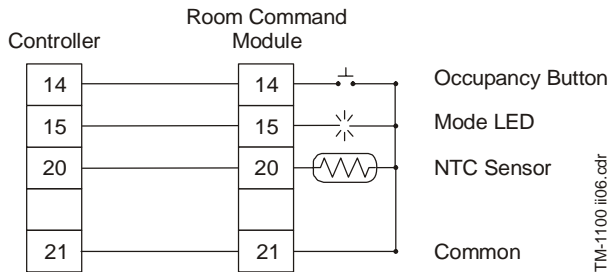 Room Command
Controller Module
14 14 Occupancy Button
15 15 Mode LED
20 20 NTC Sensor
21 21 Common
TM-1100 ii06.cdr